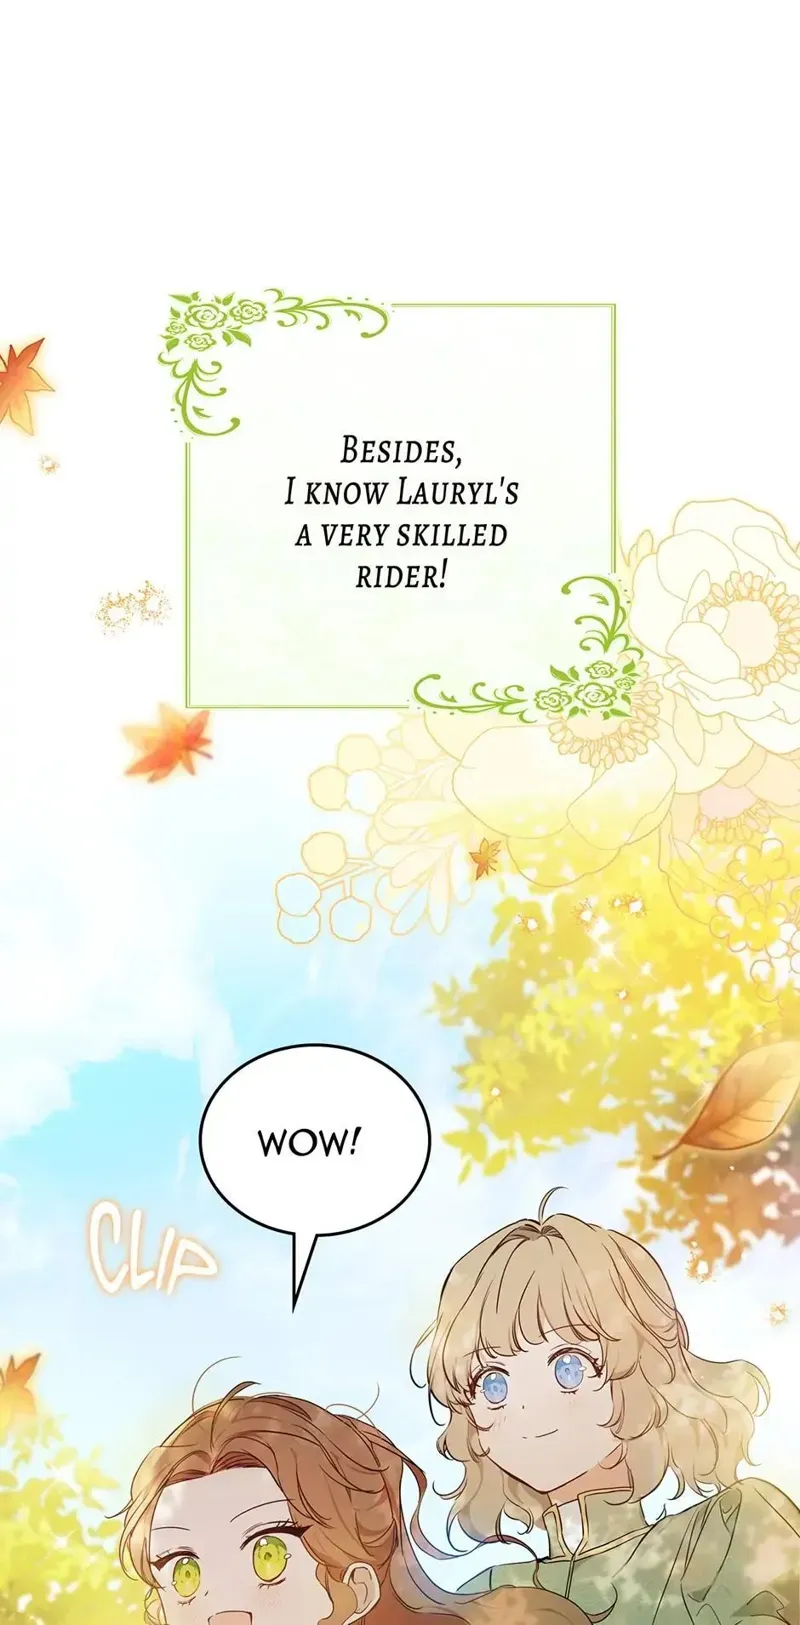 BESIDES,
I KNOW LAURYL'S
A VERY SKILLED
RIDER!
WOW!
CLIP